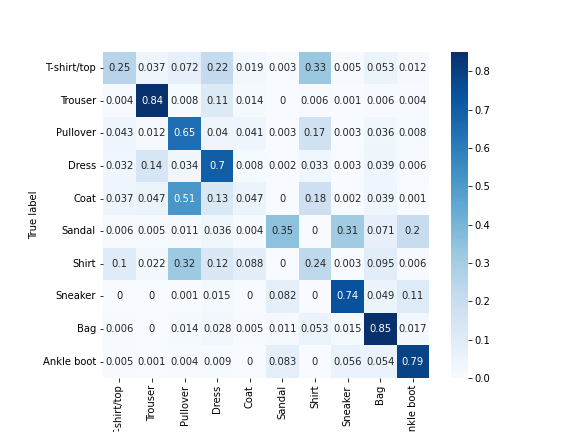 T-shirt/top 0.25 0.037 0.072 0.22 0.019 0.003 0.33 0.005 0.053 0.012
Trouser 0.004 0.84 0.008 0.11 0.014 0 0.006 0.001 0.006 0.004
Pullover 0.043 0.012 0.65 0.04 0.041 0.003 0.17 0.003 0.036 0.008
Dress 0.032 0.14 0.034 0.7 0.008 0.002 0.033 0.003 0.039 0.006
Coat 0.037 0.047 0.51 0.13 0.047 0 0.18 0.002 0.039 0.001
Sandal 0.006 0.005 0.011 0.036 0.004 0.35 0 0.31 0.071 0.2
Shirt 0.1 0.022 0.32 0.12 0.088 0 0.24 0.003 0.095 0.006
Sneaker 0 0 0.001 0.015 0 0.082 0 0.74 0.049 0.11
Bag 0.006 0 0.014 0.028 0.005 0.011 0.053 0.015 0.85 0.017
Ankle boot 0.005 0.001 0.004 0.009 0 0.083 0 0.056 0.054 0.79
True label
-shirt/top
Trouser
Pullover
Dress
Coat
Sandal
Shirt
Sneaker
Bag
nkle boot
0.8
0.7
0.6
0.5
0.4
0.3
0.2
0.1
0.0